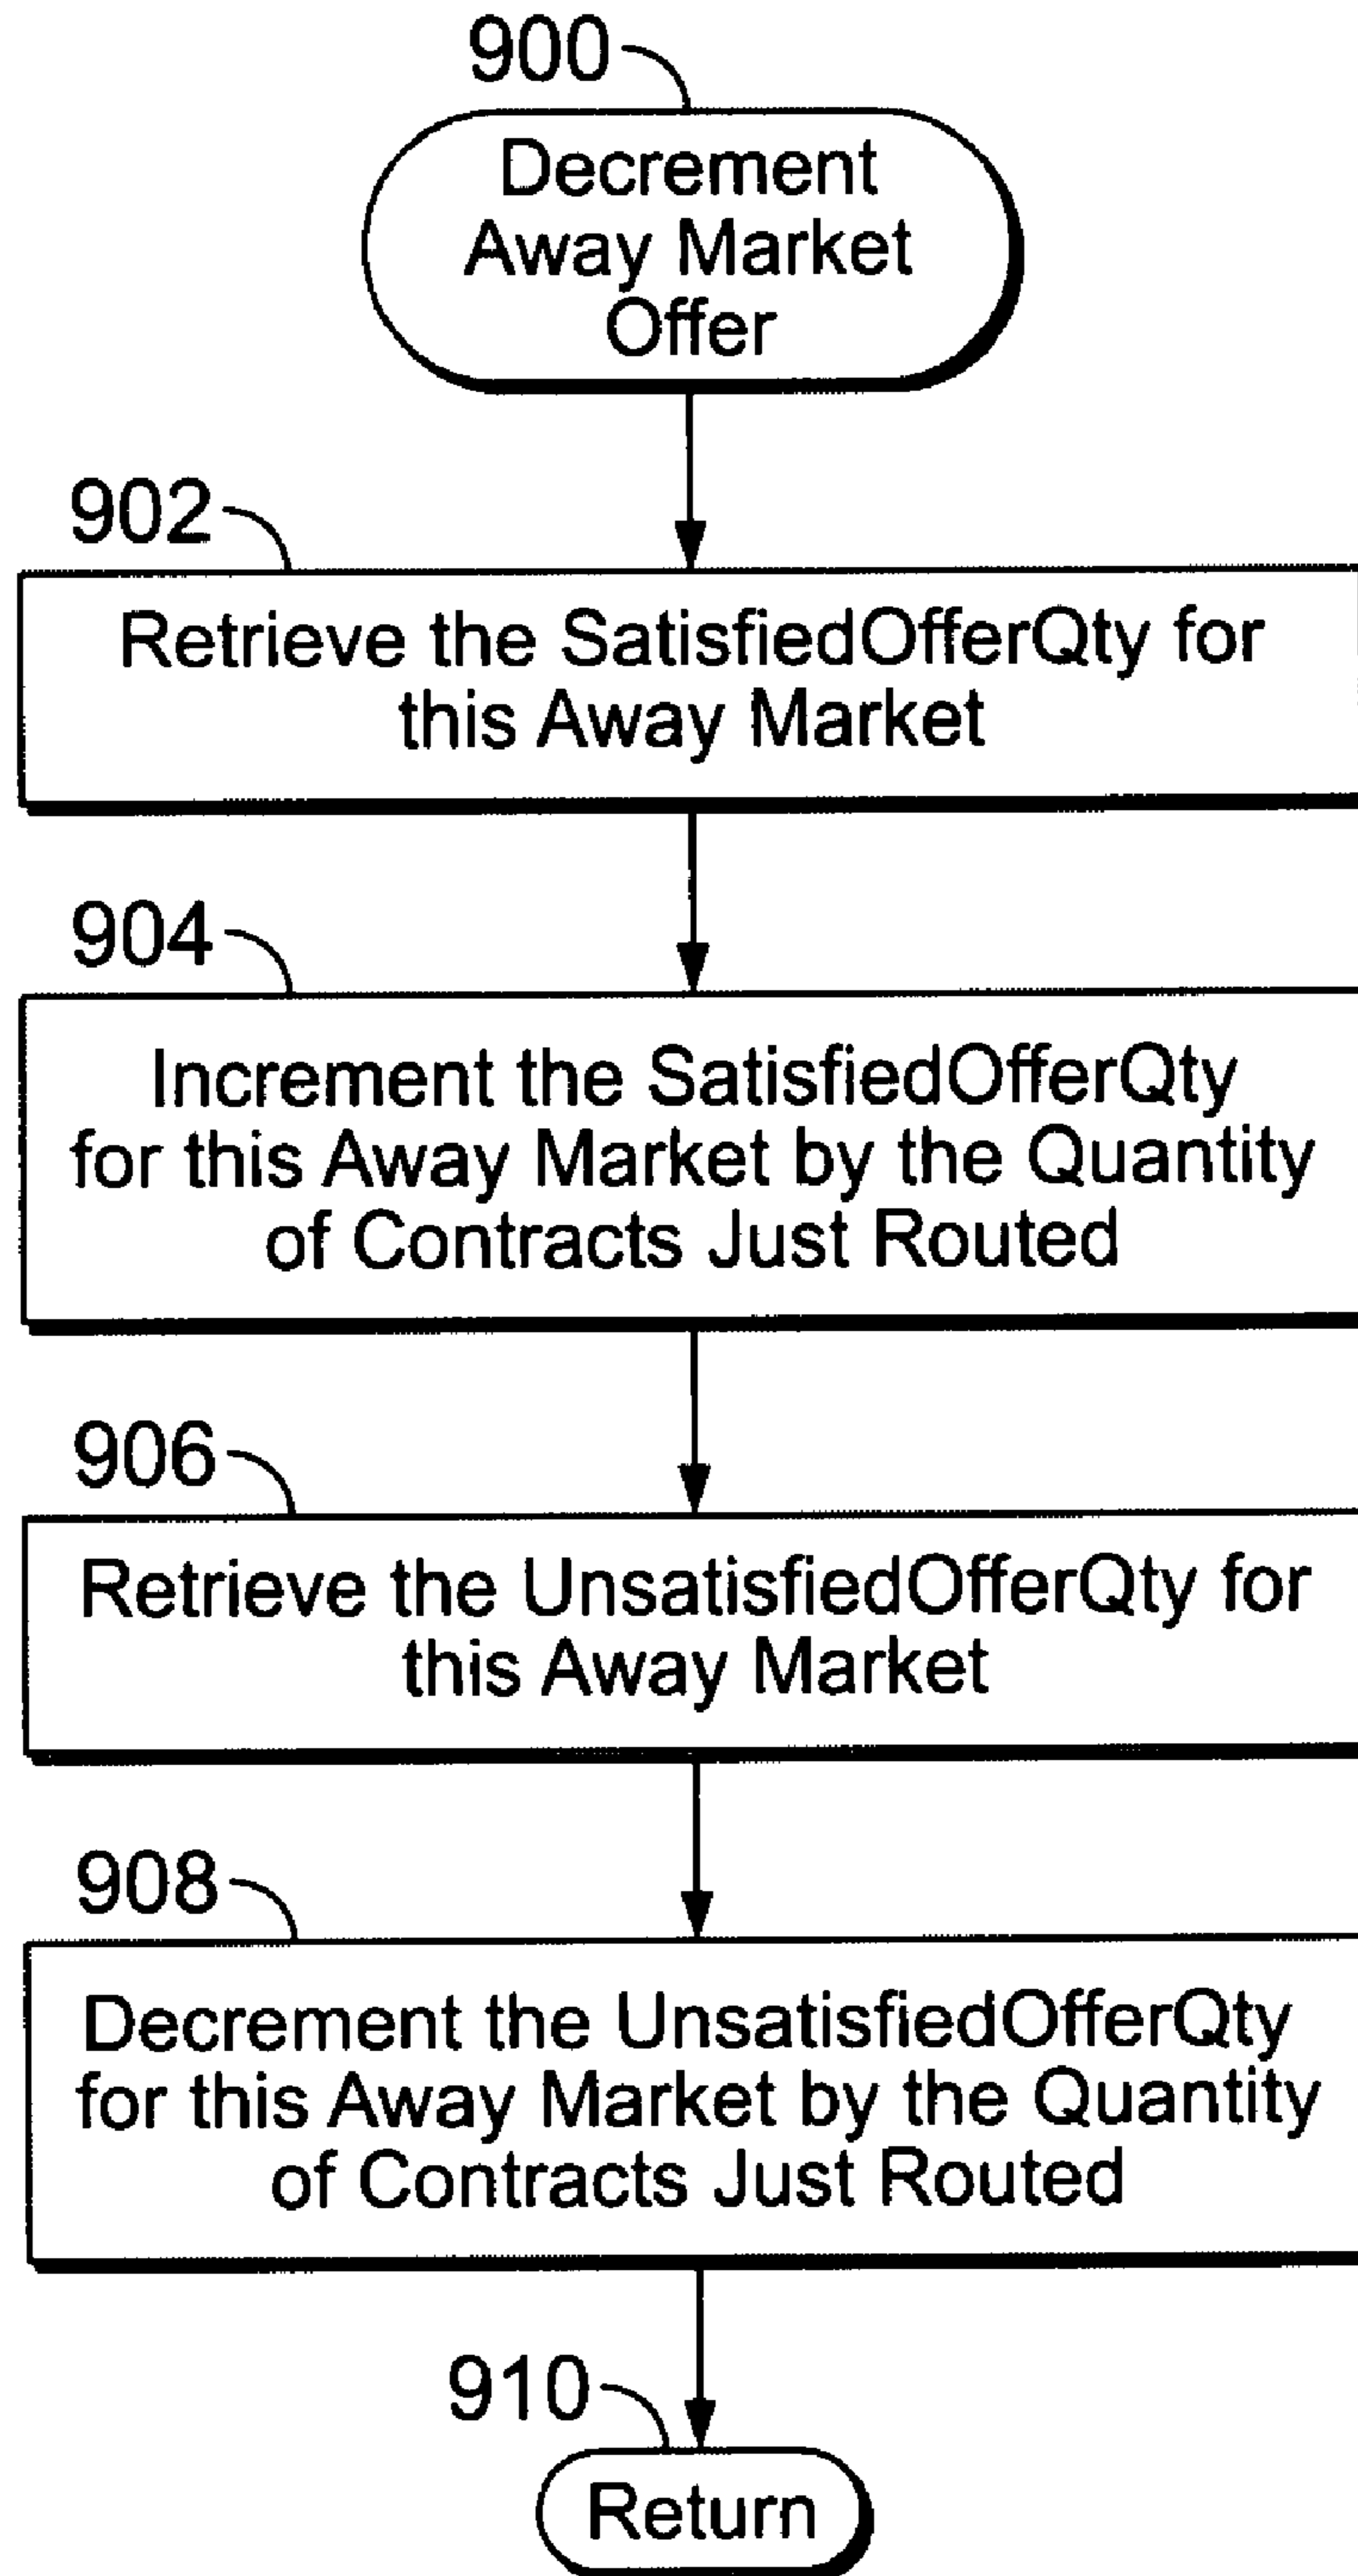 900
Decrement
Away Market
Offer
902
Retrieve the SatisfiedOfferQty for
this Away Market
904
Increment the SatisfiedOfferQty
for this Away Market by the Quantity
of Contracts Just Routed
906
Retrieve the UnsatisfiedOfferQty for
this Away Market
908
Decrement the UnsatisfiedOfferQty
for this Away Market by the Quantity
of Contracts Just Routed
910
Return